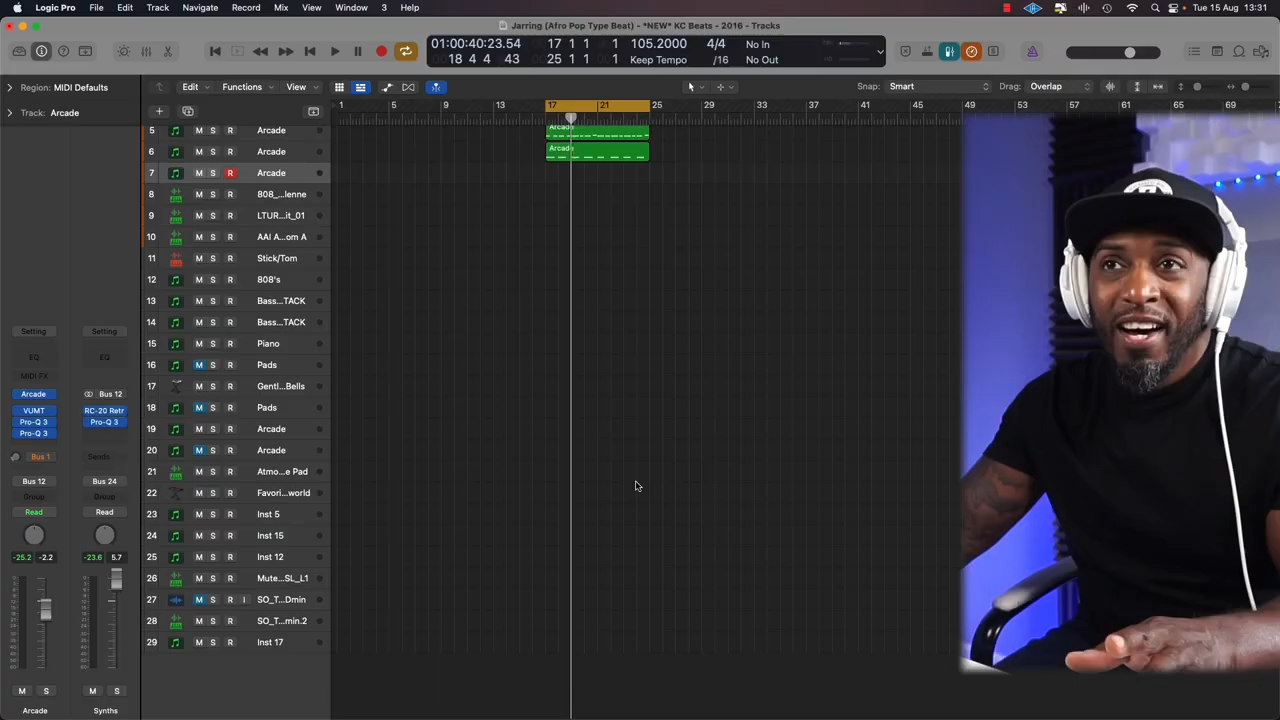 Logic Pro File Edit Track Navigate Record Mix View Window 3 Help Tue 15 Aug 13:31
Jarring (Afro Pop Type Beat) - *NEW* KC Beats - 2016 - Tracks
01:00:40:23.54 17 1 1 1 105.2000 4/4 No In
18 4 4 43 25 1 1 1 Keep Tempo /16 No Out
Region: MIDI Defaults Edit Functions View Snap: Smart Drag: Overlap
Track: Arcade 1 5 9 13 17 21 25 29 33 37 41 45 49 53 57 61 65 69
5 M S R Arcade Arcade
6 M S R Arcade Arcade
7 M S R Arcade
8 M S R 808_...lenne
9 M S R LTUR...it_01
10 M S R AAI A...om A
11 M S R Stick/Tom
12 M S R 808's
13 M S R Bass...TACK
14 M S R Bass...TACK
Setting Setting
15 M S R Piano
EQ EQ
16 M S R Pads
MIDI FX
17 M S R Gentl...Bells
Arcade Bus 12
18 M S R Pads
VUMT RC-20 Retr
Pro-Q 3 Pro-Q 3
19 M S R Arcade
Pro-Q 3
20 M S R Arcade
Bus 1 Sends
21 M S R Atmo...e Pad
Bus 12 Bus 24
22 M S R Favori...world
Group Group
Read Read
23 M S R Inst 5
24 M S R Inst 15
-25.2 -2.2 -23.6 5.7
25 M S R Inst 12
26 M S R Mute...SL_L1
27 M S R I SO_T...Dmin
28 M S R SO_T...min.2
29 M S R Inst 17
M S M S
Arcade Synths